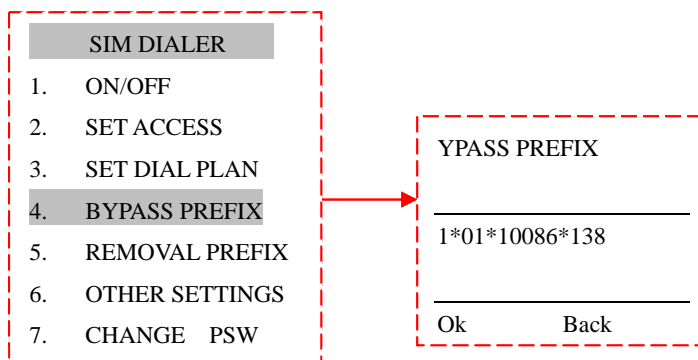 SIM DIALER
1. ON/OFF
2. SET ACCESS
3. SET DIAL PLAN
4. BYPASS PREFIX
5. REMOVAL PREFIX
6. OTHER SETTINGS
7. CHANGE PSW
YPASS PREFIX
1*01*10086*138
Ok Back